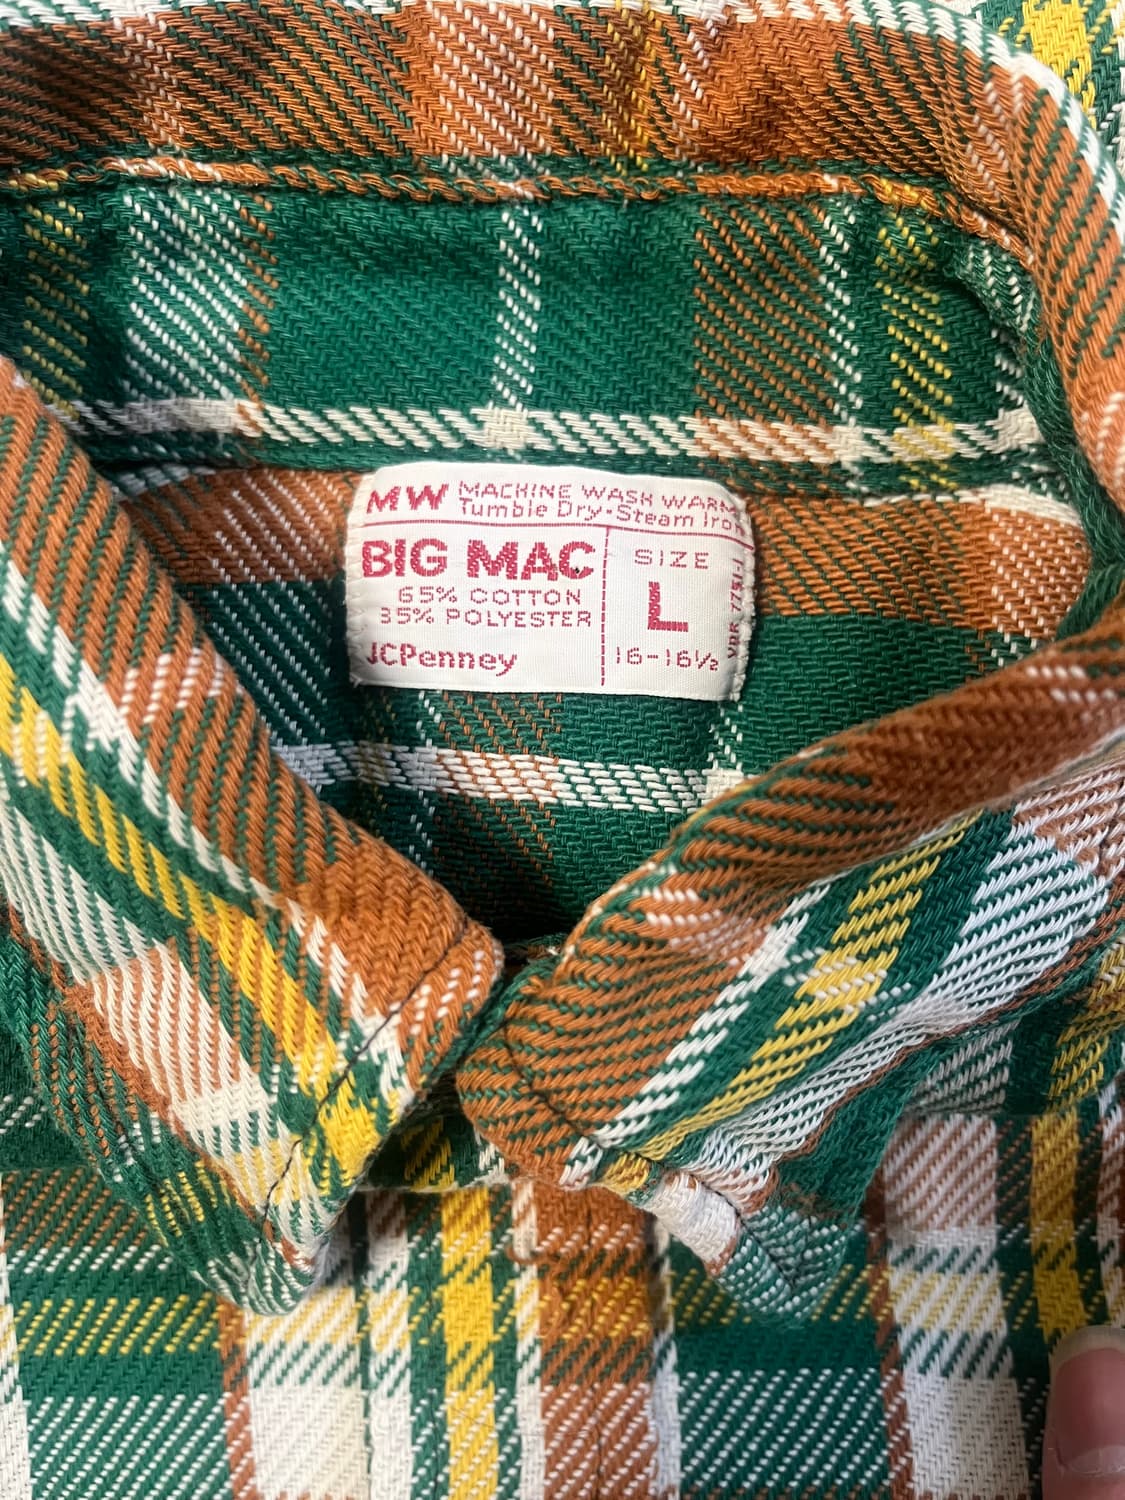 MW MACHINE WASH WARM
Tumble Dry·Steam Iron
BIG MAC
65% COTTON
35% POLYESTER
JCPenney
SIZE
L
16-16½